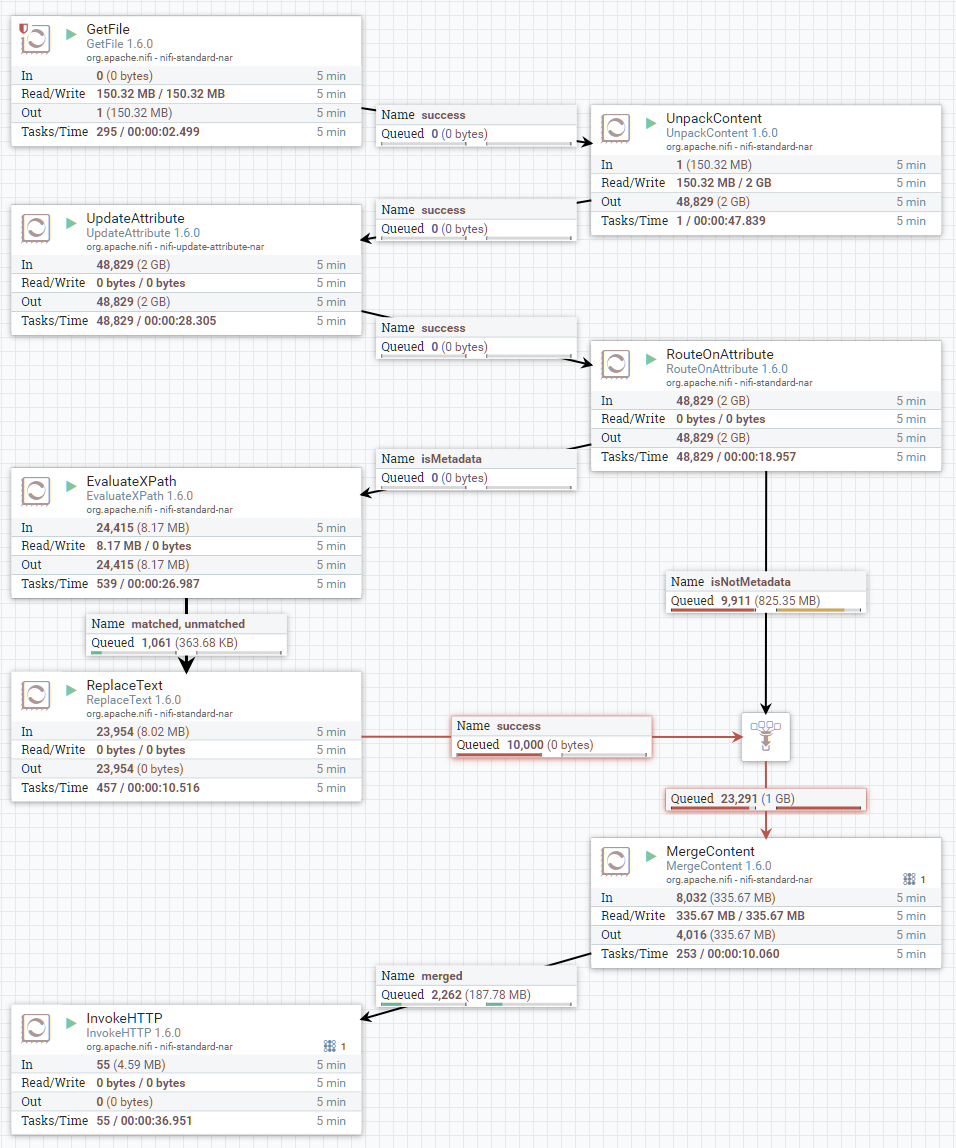 GetFile
GetFile 1.6.0
org.apache.nifi - nifi-standard-nar
In 0 (0 bytes) 5 min
Read/Write 150.32 MB / 150.32 MB 5 min
Out 1 (150.32 MB) 5 min
Tasks/Time 295 / 00:00:02.499 5 min
Name success
Queued 0 (0 bytes)
UnpackContent
UnpackContent 1.6.0
org.apache.nifi - nifi-standard-nar
In 1 (150.32 MB) 5 min
Read/Write 150.32 MB / 2 GB 5 min
Out 48,829 (2 GB) 5 min
Tasks/Time 1 / 00:00:47.839 5 min
Name success
Queued 0 (0 bytes)
UpdateAttribute
UpdateAttribute 1.6.0
org.apache.nifi - nifi-update-attribute-nar
In 48,829 (2 GB) 5 min
Read/Write 0 bytes / 0 bytes 5 min
Out 48,829 (2 GB) 5 min
Tasks/Time 48,829 / 00:00:28.305 5 min
Name success
Queued 0 (0 bytes)
RouteOnAttribute
RouteOnAttribute 1.6.0
org.apache.nifi - nifi-standard-nar
In 48,829 (2 GB) 5 min
Read/Write 0 bytes / 0 bytes 5 min
Out 48,829 (2 GB) 5 min
Tasks/Time 48,829 / 00:00:18.957 5 min
Name isMetadata
Queued 0 (0 bytes)
EvaluateXPath
EvaluateXPath 1.6.0
org.apache.nifi - nifi-standard-nar
In 24,415 (8.17 MB) 5 min
Read/Write 8.17 MB / 0 bytes 5 min
Out 24,415 (8.17 MB) 5 min
Tasks/Time 539 / 00:00:26.987 5 min
Name isNotMetadata
Queued 9,911 (825.35 MB)
Name matched, unmatched
Queued 1,061 (363.68 KB)
ReplaceText
ReplaceText 1.6.0
org.apache.nifi - nifi-standard-nar
In 23,954 (8.02 MB) 5 min
Read/Write 0 bytes / 0 bytes 5 min
Out 23,954 (0 bytes) 5 min
Tasks/Time 457 / 00:00:10.516 5 min
Name success
Queued 10,000 (0 bytes)
Queued 23,291 (1 GB)
MergeContent
MergeContent 1.6.0
org.apache.nifi - nifi-standard-nar 1
In 8,032 (335.67 MB) 5 min
Read/Write 335.67 MB / 335.67 MB 5 min
Out 4,016 (335.67 MB) 5 min
Tasks/Time 253 / 00:00:10.060 5 min
Name merged
Queued 2,262 (187.78 MB)
InvokeHTTP
InvokeHTTP 1.6.0
org.apache.nifi - nifi-standard-nar 1
In 55 (4.59 MB) 5 min
Read/Write 0 bytes / 0 bytes 5 min
Out 0 (0 bytes) 5 min
Tasks/Time 55 / 00:00:36.951 5 min